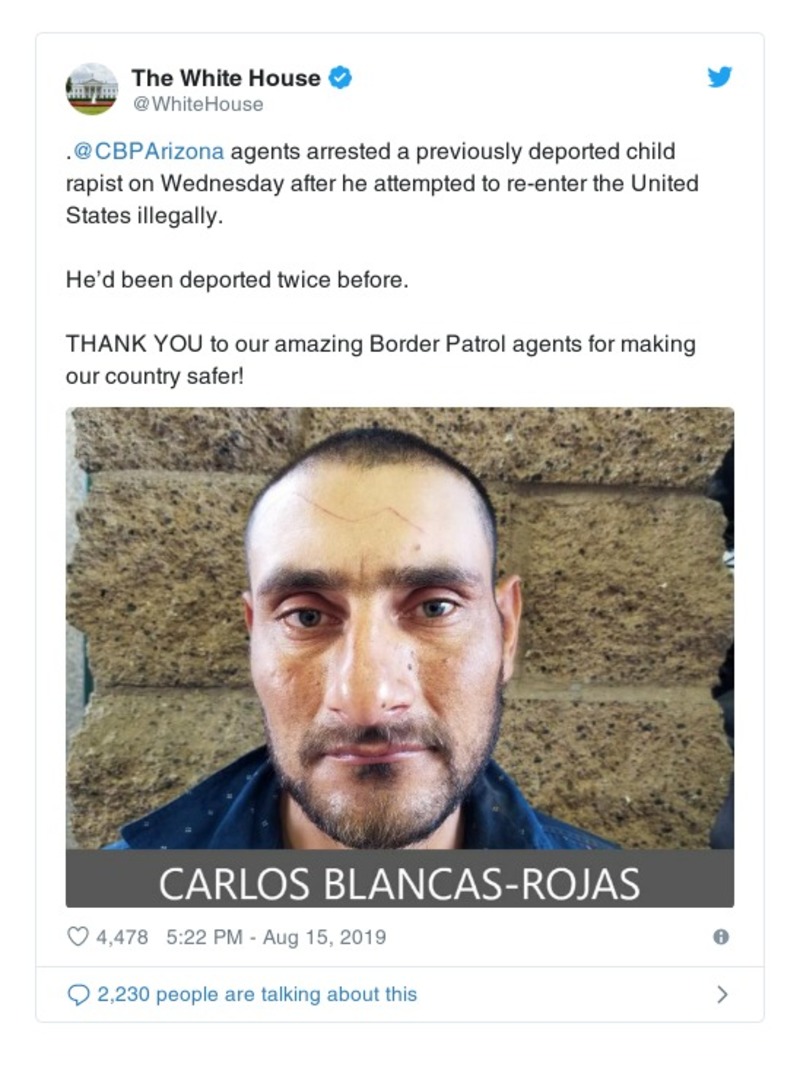 The White House
@WhiteHouse
.@CBPArizona agents arrested a previously deported child
rapist on Wednesday after he attempted to re-enter the United
States illegally.
He’d been deported twice before.
THANK YOU to our amazing Border Patrol agents for making
our country safer!
CARLOS BLANCAS-ROJAS
4,478 5:22 PM - Aug 15, 2019
2,230 people are talking about this